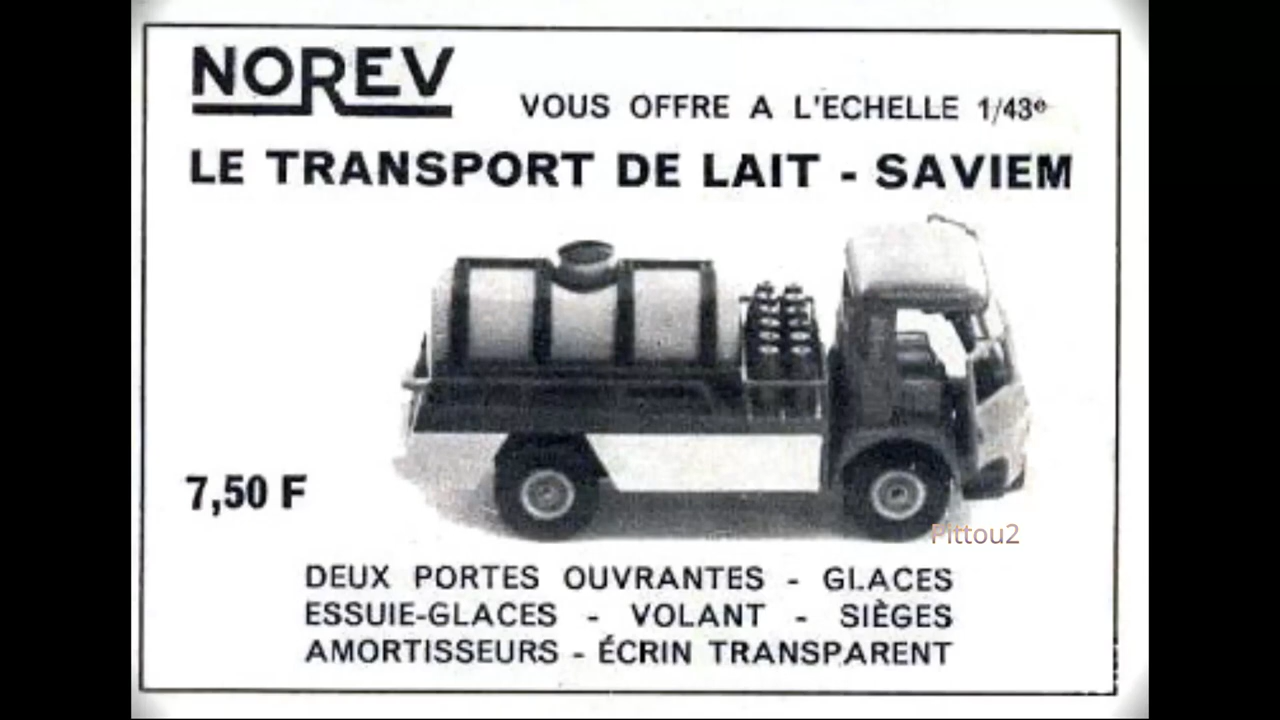 NOREV
VOUS OFFRE A L'ECHELLE 1/43e
LE TRANSPORT DE LAIT - SAVIEM
7,50 F
Pittou2
DEUX PORTES OUVRANTES - GLACES
ESSUIE-GLACES - VOLANT - SIÈGES
AMORTISSEURS - ÉCRIN TRANSPARENT